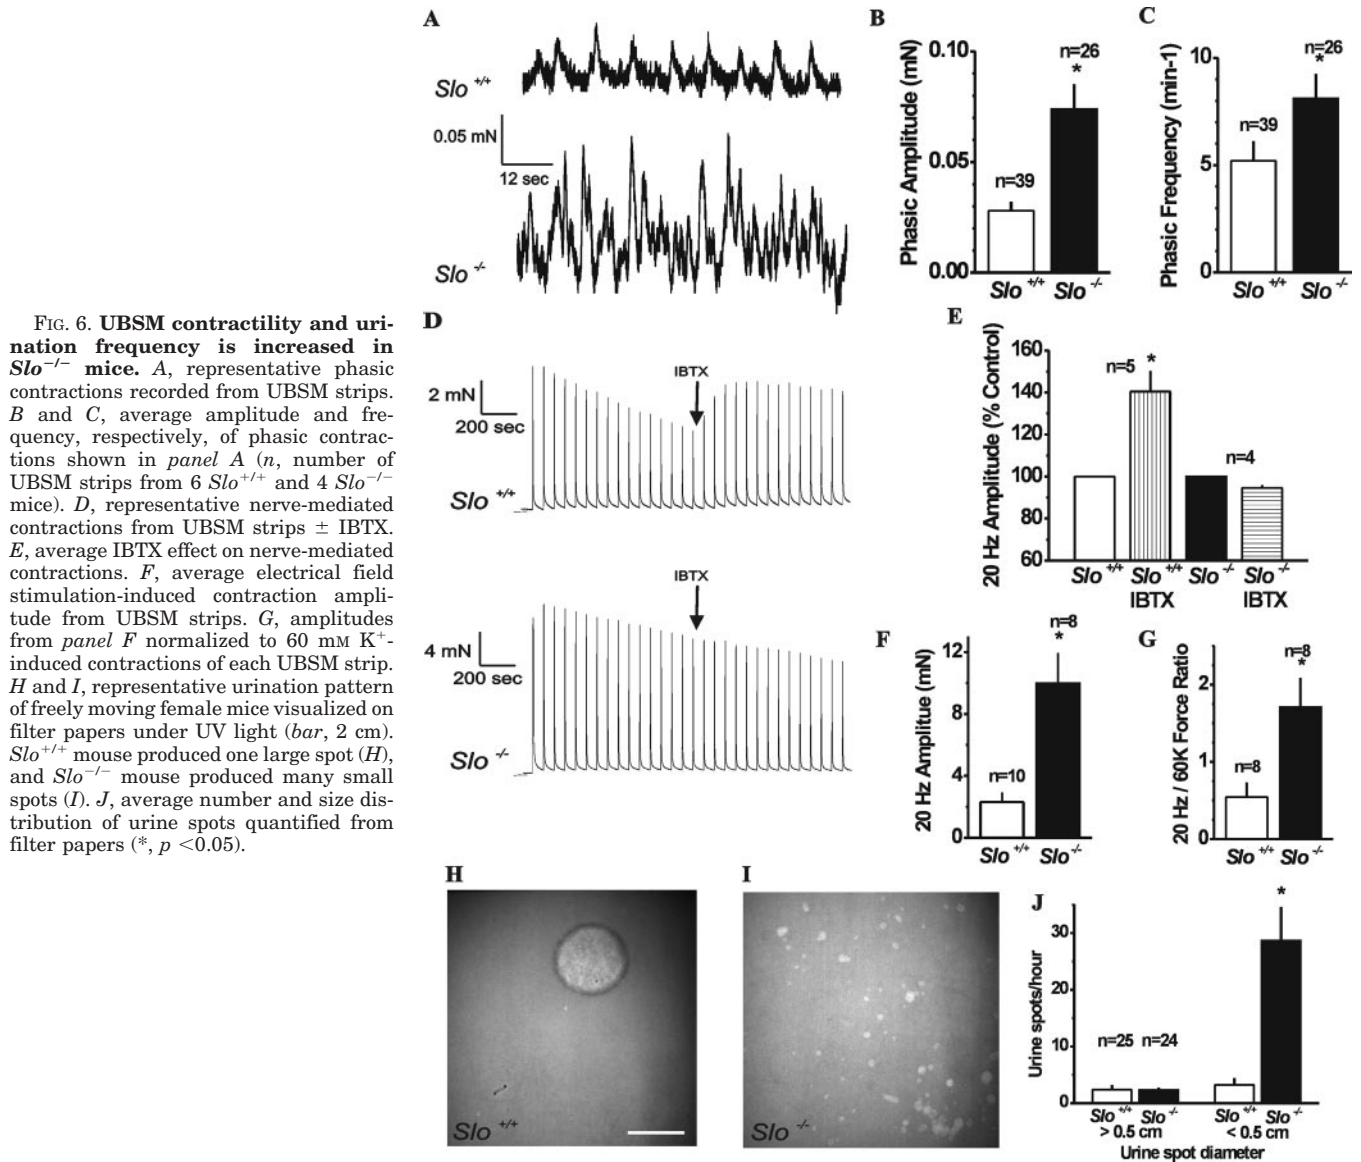 FIG. 6. UBSM contractility and uri-
nation frequency is increased in
Slo−/− mice. A, representative phasic
contractions recorded from UBSM strips.
B and C, average amplitude and fre-
quency, respectively, of phasic contrac-
tions shown in panel A (n, number of
UBSM strips from 6 Slo+/+ and 4 Slo−/−
mice). D, representative nerve-mediated
contractions from UBSM strips ± IBTX.
E, average IBTX effect on nerve-mediated
contractions. F, average electrical field
stimulation-induced contraction ampli-
tude from UBSM strips. G, amplitudes
from panel F normalized to 60 mM K+-
induced contractions of each UBSM strip.
H and I, representative urination pattern
of freely moving female mice visualized on
filter papers under UV light (bar, 2 cm).
Slo+/+ mouse produced one large spot (H),
and Slo−/− mouse produced many small
spots (I). J, average number and size dis-
tribution of urine spots quantified from
filter papers (*, p <0.05).
A
Slo +/+
0.05 mN
12 sec
Slo -/-
B
Phasic Amplitude (mN)
0.10
0.05
0.00
n=39
n=26
*
Slo +/+ Slo -/-
C
Phasic Frequency (min-1)
10
5
0
n=39
n=26
*
Slo +/+ Slo -/-
D
2 mN
200 sec
IBTX
Slo +/+
IBTX
4 mN
200 sec
Slo -/-
E
20 Hz Amplitude (% Control)
160
140
120
100
80
60
n=5
*
n=4
Slo +/+ Slo +/+ Slo -/- Slo -/-
IBTX IBTX
F
20 Hz Amplitue (mN)
12
8
4
0
n=10
n=8
*
Slo +/+ Slo -/-
G
20 Hz / 60K Force Ratio
2
1
0
n=8
n=8
*
Slo +/+ Slo -/-
H
Slo +/+
I
Slo -/-
J
Urine spots/hour
30
20
10
0
n=25 n=24
*
Slo +/+ Slo -/- Slo +/+ Slo -/-
> 0.5 cm < 0.5 cm
Urine spot diameter